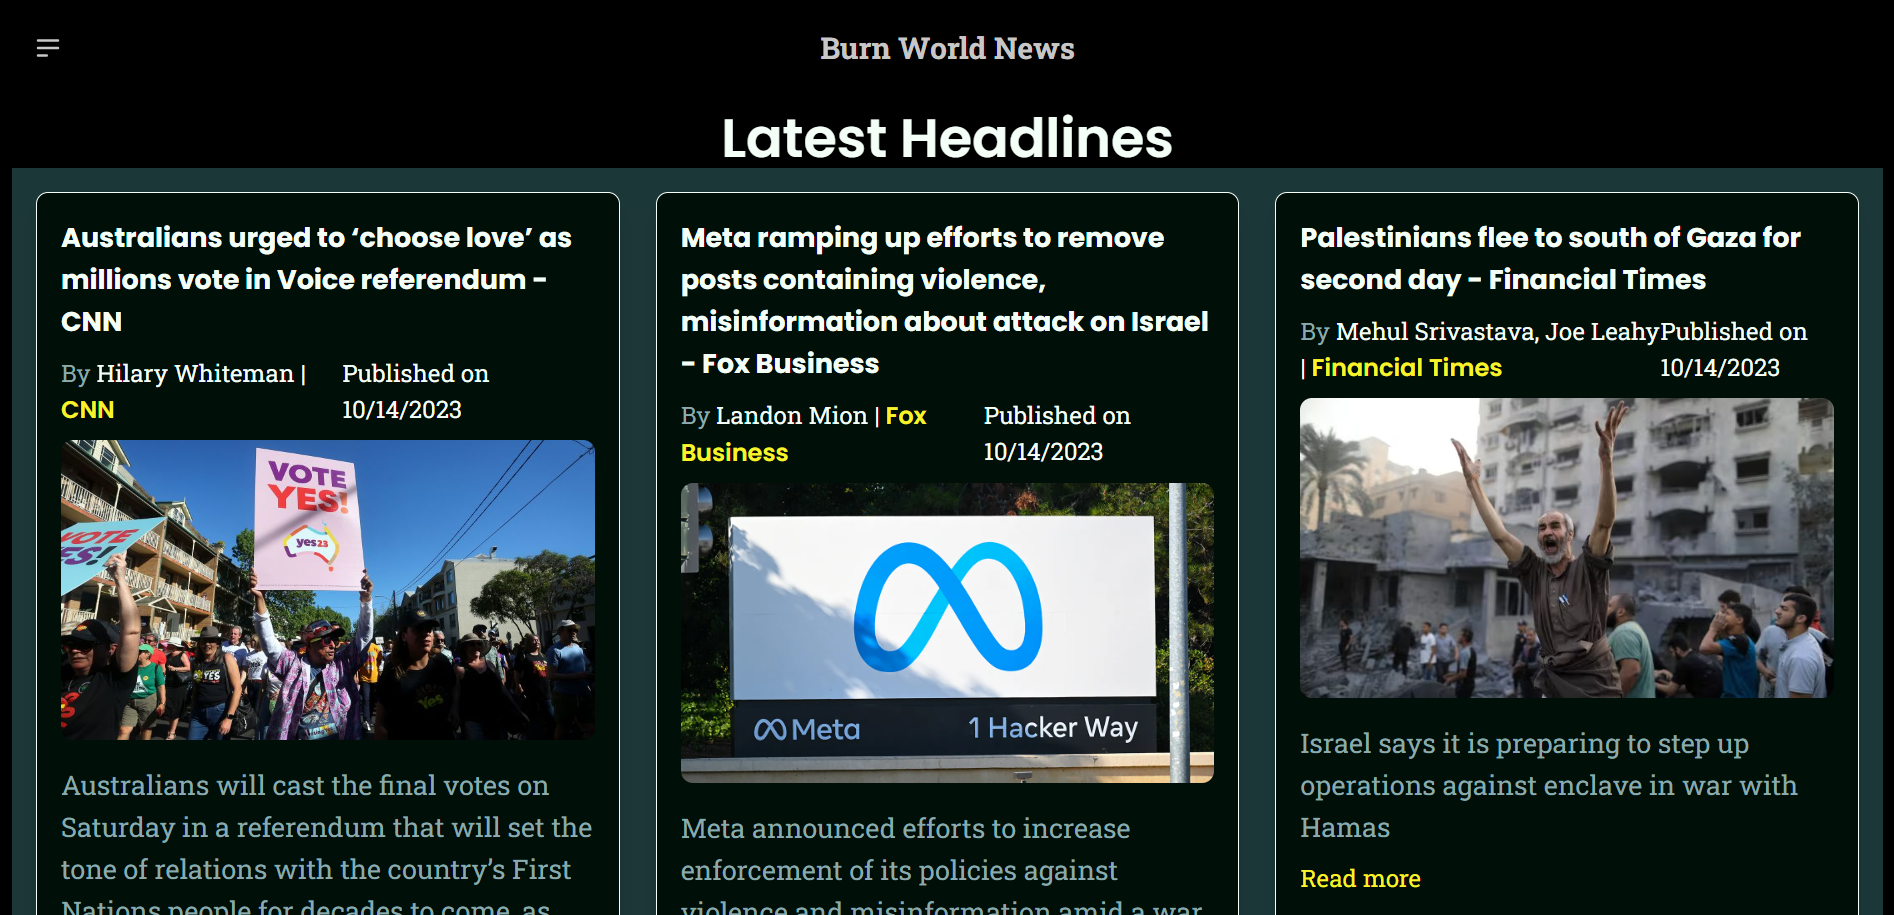 Burn World News
Latest Headlines
Australians urged to ‘choose love’ as
millions vote in Voice referendum -
CNN
By Hilary Whiteman |
CNN
Published on
10/14/2023
VOTE
YES!
yes23
VOTE
ES!
YES
Yes
Australians will cast the final votes on
Saturday in a referendum that will set the
tone of relations with the country’s First
Nations people for decades to come, as
Meta ramping up efforts to remove
posts containing violence,
misinformation about attack on Israel
- Fox Business
By Landon Mion | Fox
Business
Published on
10/14/2023
Meta
1 Hacker Way
Meta announced efforts to increase
enforcement of its policies against
violence and misinformation amid a war
Palestinians flee to south of Gaza for
second day - Financial Times
By Mehul Srivastava, Joe Leahy
| Financial Times
Published on
10/14/2023
Israel says it is preparing to step up
operations against enclave in war with
Hamas
Read more